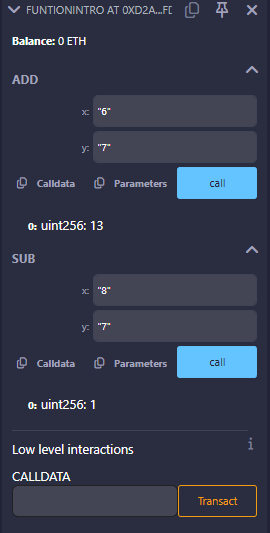 FUNTIONINTRO AT 0XD2A...FD
Balance: 0 ETH
ADD
x: "6"
y: "7"
Calldata Parameters call
0: uint256: 13
SUB
x: "8"
y: "7"
Calldata Parameters call
0: uint256: 1
Low level interactions i
CALLDATA
Transact